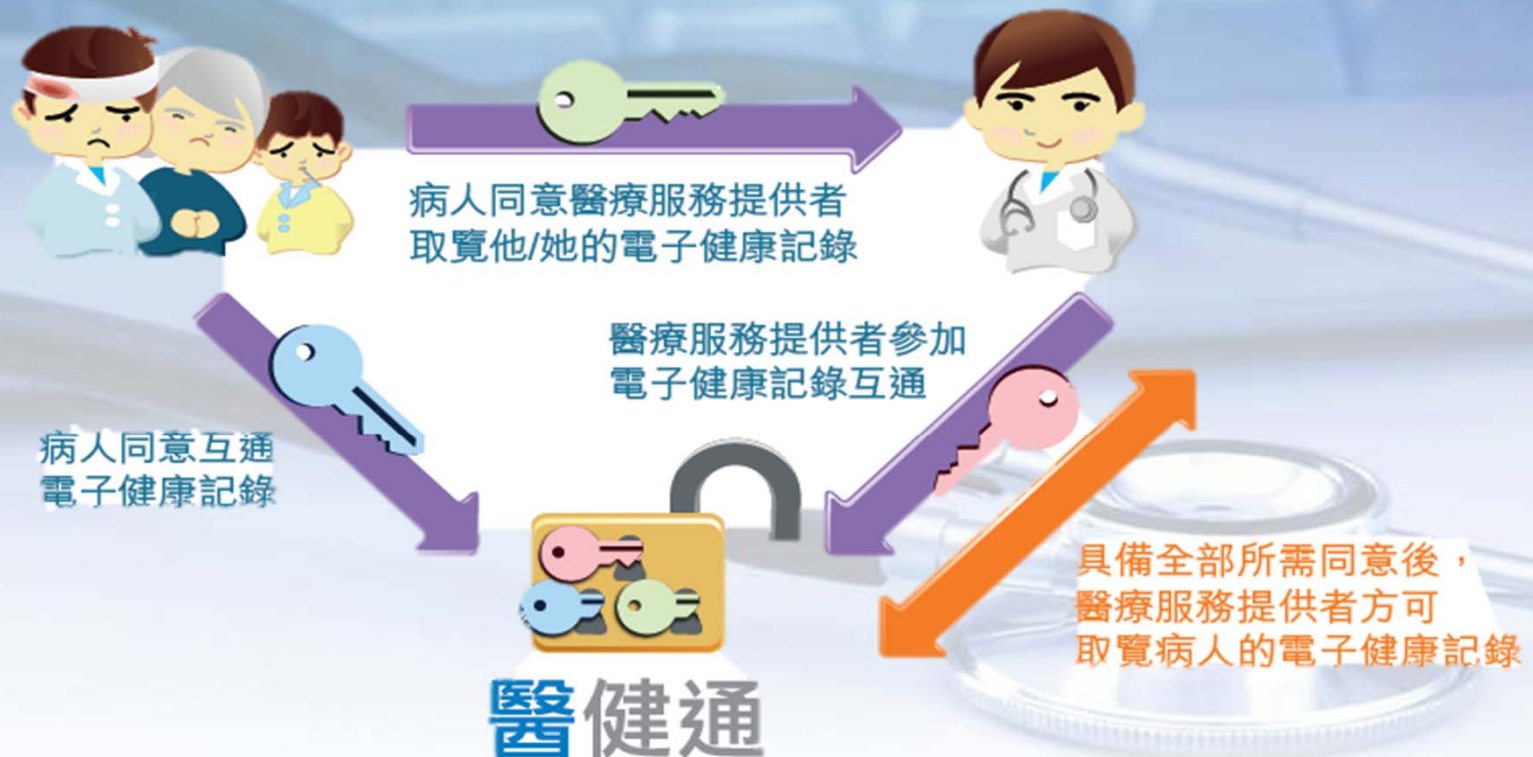 病人同意醫療服務提供者
取覽他/她的電子健康記錄
醫療服務提供者參加
電子健康記錄互通
病人同意互通
電子健康記錄
具備全部所需同意後，
醫療服務提供者方可
取覽病人的電子健康記錄
醫健通